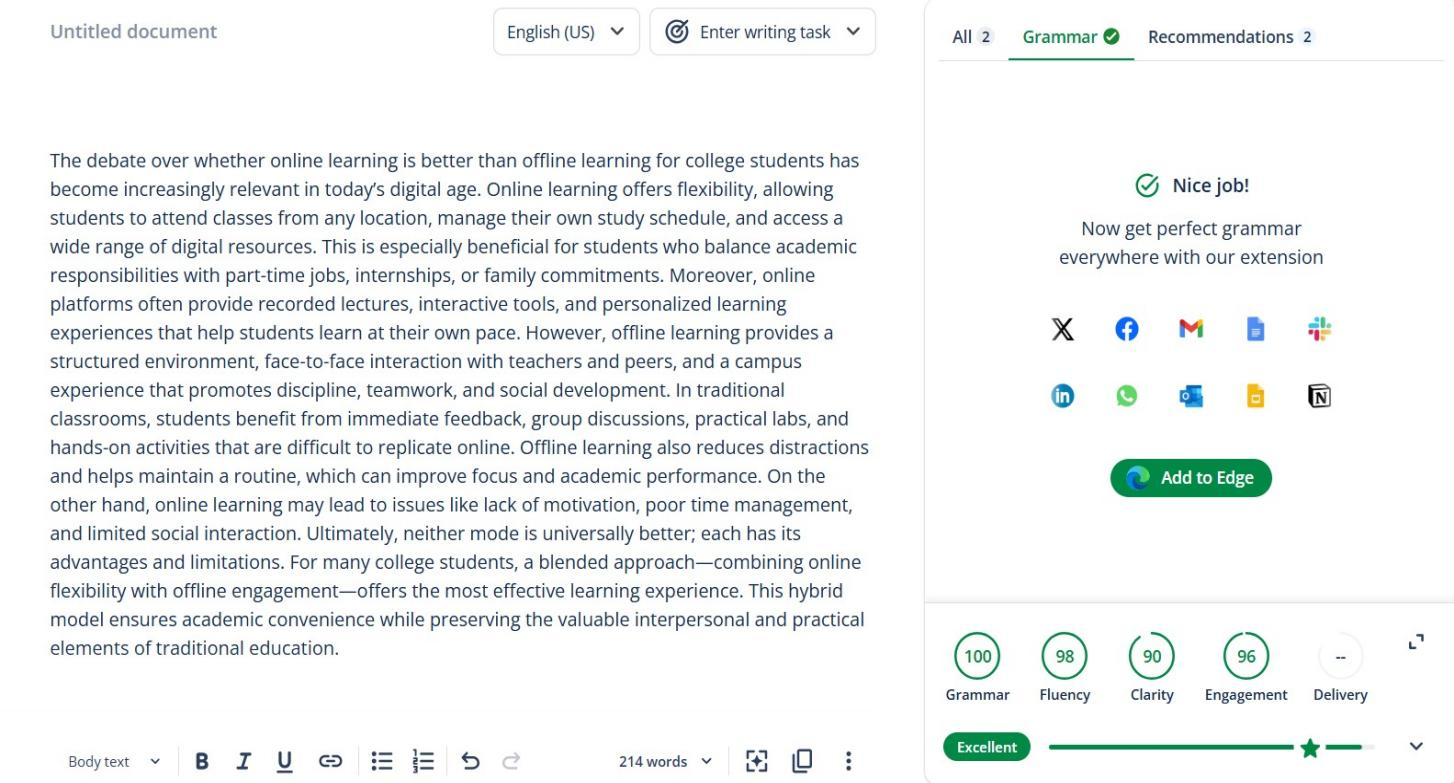 Untitled document
English (US)
Enter writing task
The debate over whether online learning is better than offline learning for college students has
become increasingly relevant in today’s digital age. Online learning offers flexibility, allowing
students to attend classes from any location, manage their own study schedule, and access a
wide range of digital resources. This is especially beneficial for students who balance academic
responsibilities with part-time jobs, internships, or family commitments. Moreover, online
platforms often provide recorded lectures, interactive tools, and personalized learning
experiences that help students learn at their own pace. However, offline learning provides a
structured environment, face-to-face interaction with teachers and peers, and a campus
experience that promotes discipline, teamwork, and social development. In traditional
classrooms, students benefit from immediate feedback, group discussions, practical labs, and
hands-on activities that are difficult to replicate online. Offline learning also reduces distractions
and helps maintain a routine, which can improve focus and academic performance. On the
other hand, online learning may lead to issues like lack of motivation, poor time management,
and limited social interaction. Ultimately, neither mode is universally better; each has its
advantages and limitations. For many college students, a blended approach—combining online
flexibility with offline engagement—offers the most effective learning experience. This hybrid
model ensures academic convenience while preserving the valuable interpersonal and practical
elements of traditional education.
Body text
B I U
214 words
All 2
Grammar
Recommendations 2
Nice job!
Now get perfect grammar
everywhere with our extension
Add to Edge
100 98 90 96 --
Grammar Fluency Clarity Engagement Delivery
Excellent